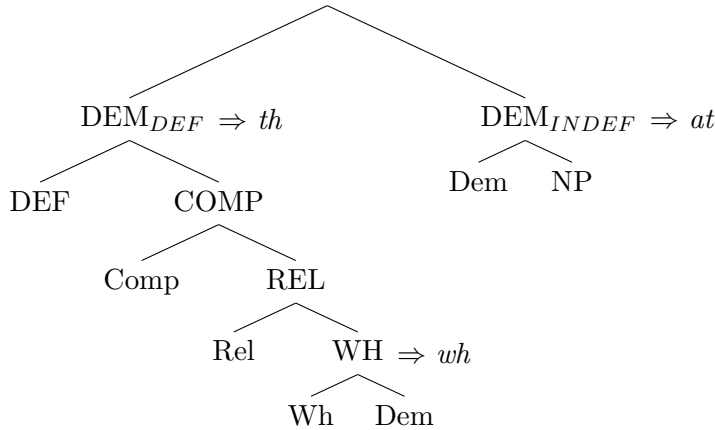 DEM_DEF ⇒ th DEM_INDEF ⇒ at
DEF COMP Dem NP
Comp REL
Rel WH ⇒ wh
Wh Dem